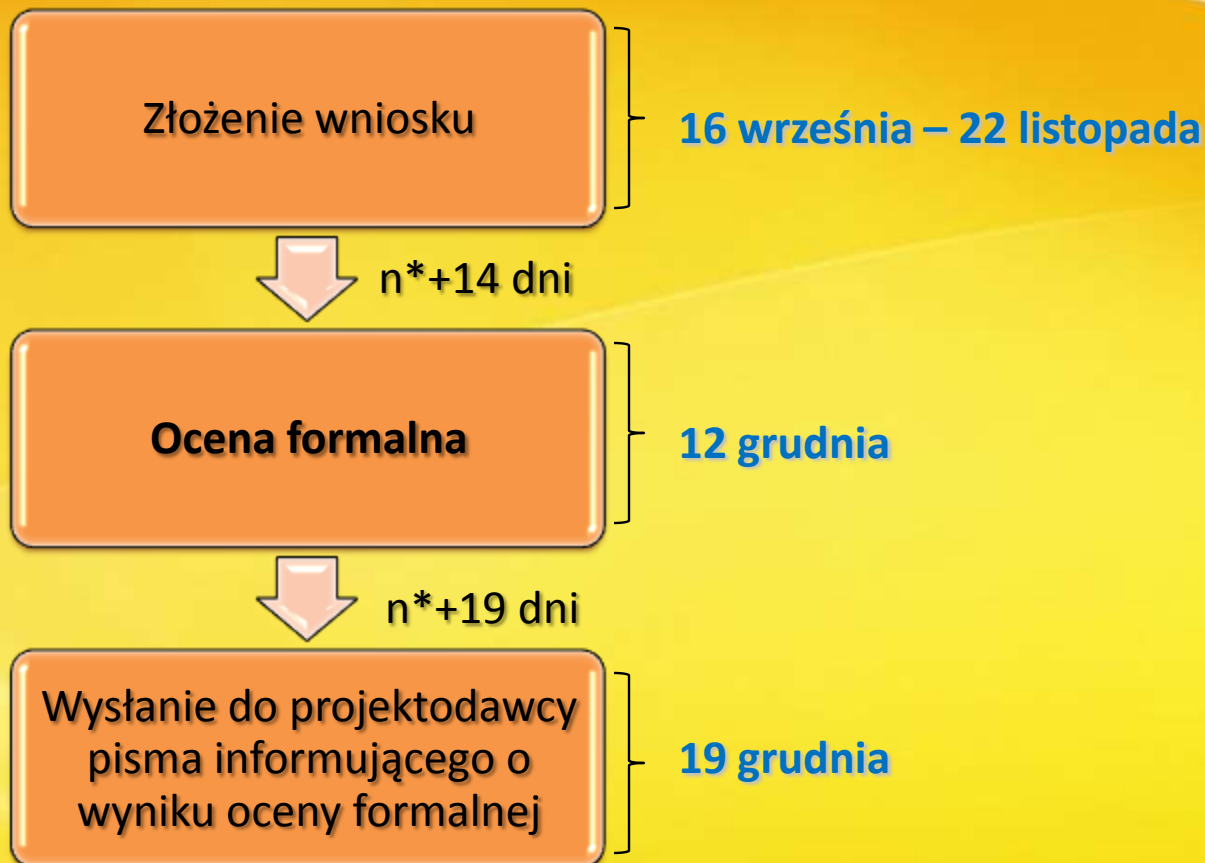 Złożenie wniosku
16 września – 22 listopada
n*+14 dni
Ocena formalna
12 grudnia
n*+19 dni
Wysłanie do projektodawcy
pisma informującego o
wyniku oceny formalnej
19 grudnia